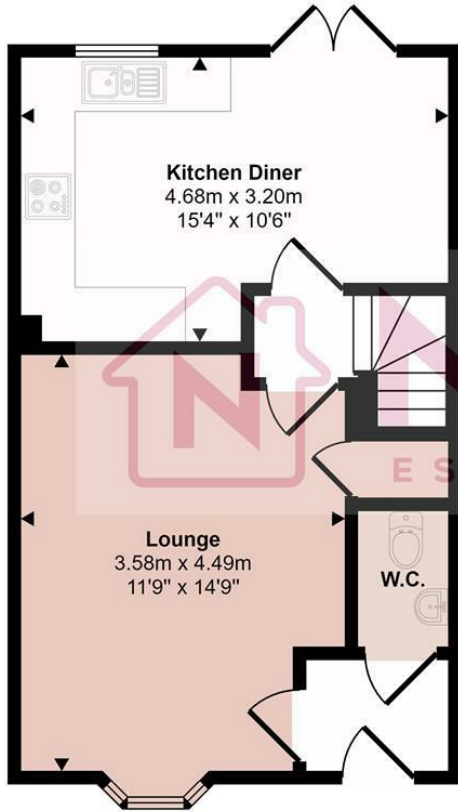 Kitchen Diner
4.68m x 3.20m
15'4" x 10'6"
N
N
E S
Lounge
3.58m x 4.49m
11'9" x 14'9"
W.C.